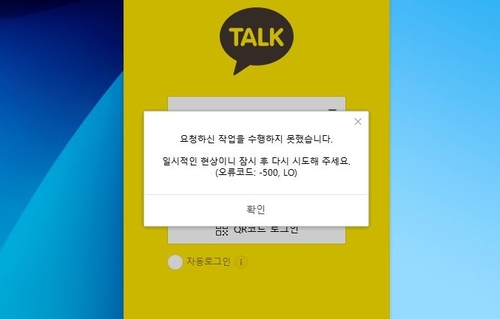 TALK
요청하신 작업을 수행하지 못했습니다.
일시적인 현상이니 잠시 후 다시 시도해 주세요.
(오류코드: -500, LO)
확인
QR코드 로그인
자동로그인